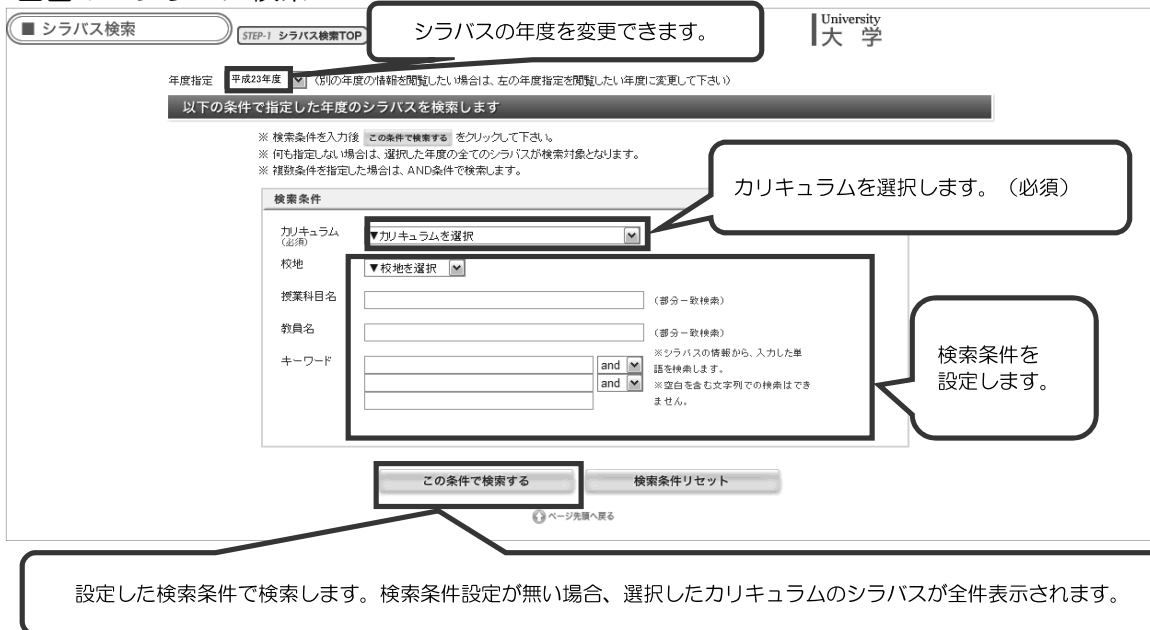 ■ シラバス検索
STEP-1 シラバス検索TOP
シラバスの年度を変更できます。
University
大 学
年度指定 平成23年度 (別の年度の情報を閲覧したい場合は、左の年度指定を閲覧したい年度に変更して下さい)
以下の条件で指定した年度のシラバスを検索します
※ 検索条件を入力後 この条件で検索する をクリックして下さい。
※ 何も指定しない場合は、選択した年度の全てのシラバスが検索対象となります。
※ 複数条件を指定した場合は、AND条件で検索します。
カリキュラムを選択します。（必須）
検索条件
カリキュラム
(必須)
▼カリキュラムを選択
校地 ▼校地を選択
授業科目名 (部分一致検索)
教員名 (部分一致検索)
キーワード and
and
※シラバスの情報から、入力した単
語を検索します。
※空白を含む文字列での検索はでき
ません。
検索条件を
設定します。
この条件で検索する 検索条件リセット
ページ先頭へ戻る
設定した検索条件で検索します。検索条件設定が無い場合、選択したカリキュラムのシラバスが全件表示されます。